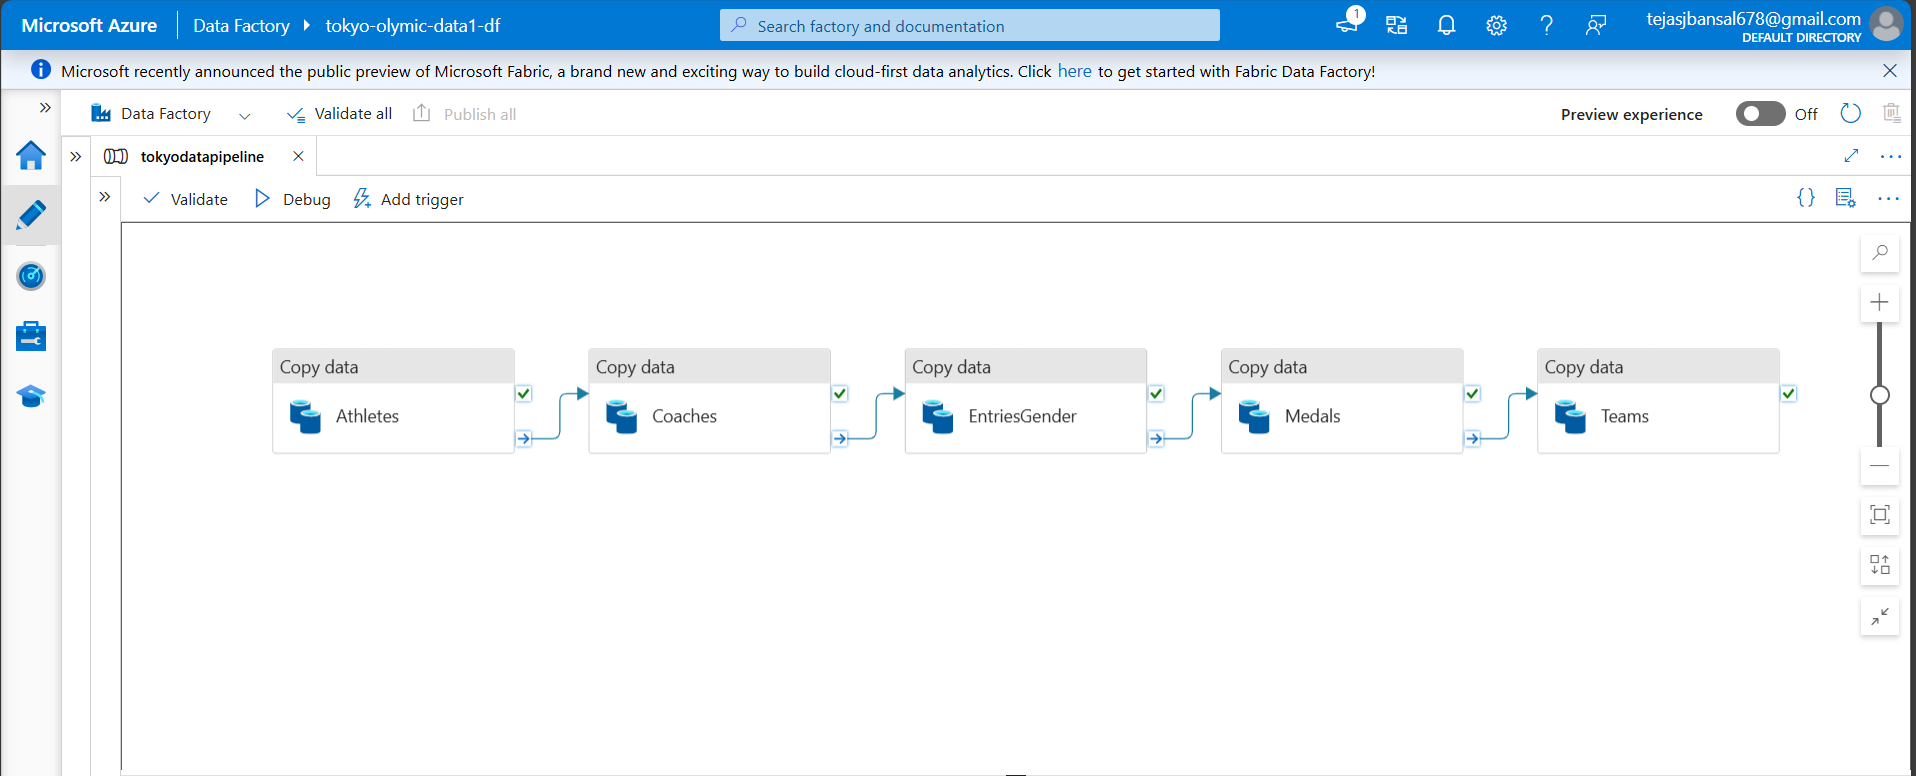 Microsoft Azure
Data Factory
tokyo-olymic-data1-df
Search factory and documentation
1
tejasjbansal678@gmail.com
DEFAULT DIRECTORY
Microsoft recently announced the public preview of Microsoft Fabric, a brand new and exciting way to build cloud-first data analytics. Click here to get started with Fabric Data Factory!
Data Factory
Validate all
Publish all
Preview experience
Off
tokyodatapipeline
Validate
Debug
Add trigger
Copy data
Athletes
Copy data
Coaches
Copy data
EntriesGender
Copy data
Medals
Copy data
Teams